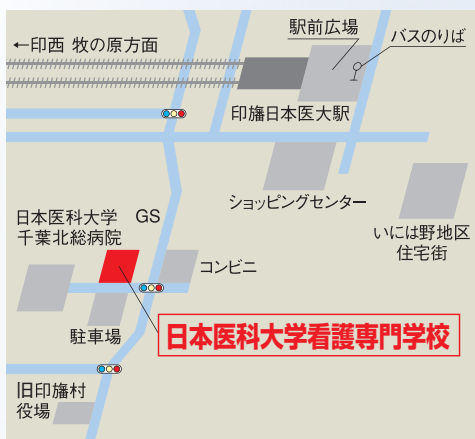 ←印西 牧の原方面
駅前広場
バスのりば
印旛日本医大駅
ショッピングセンター
いには野地区
住宅街
日本医科大学
千葉北総病院
GS
コンビニ
駐車場
日本医科大学看護専門学校
旧印旛村
役場